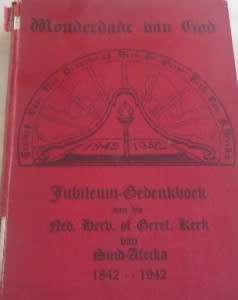 Wonderdade van God
1842 1942
Jubileum-Gedenkboek
van die
Ned. Herv. of Geref. Kerk
van
Suid-Afrika
1842 -- 1942